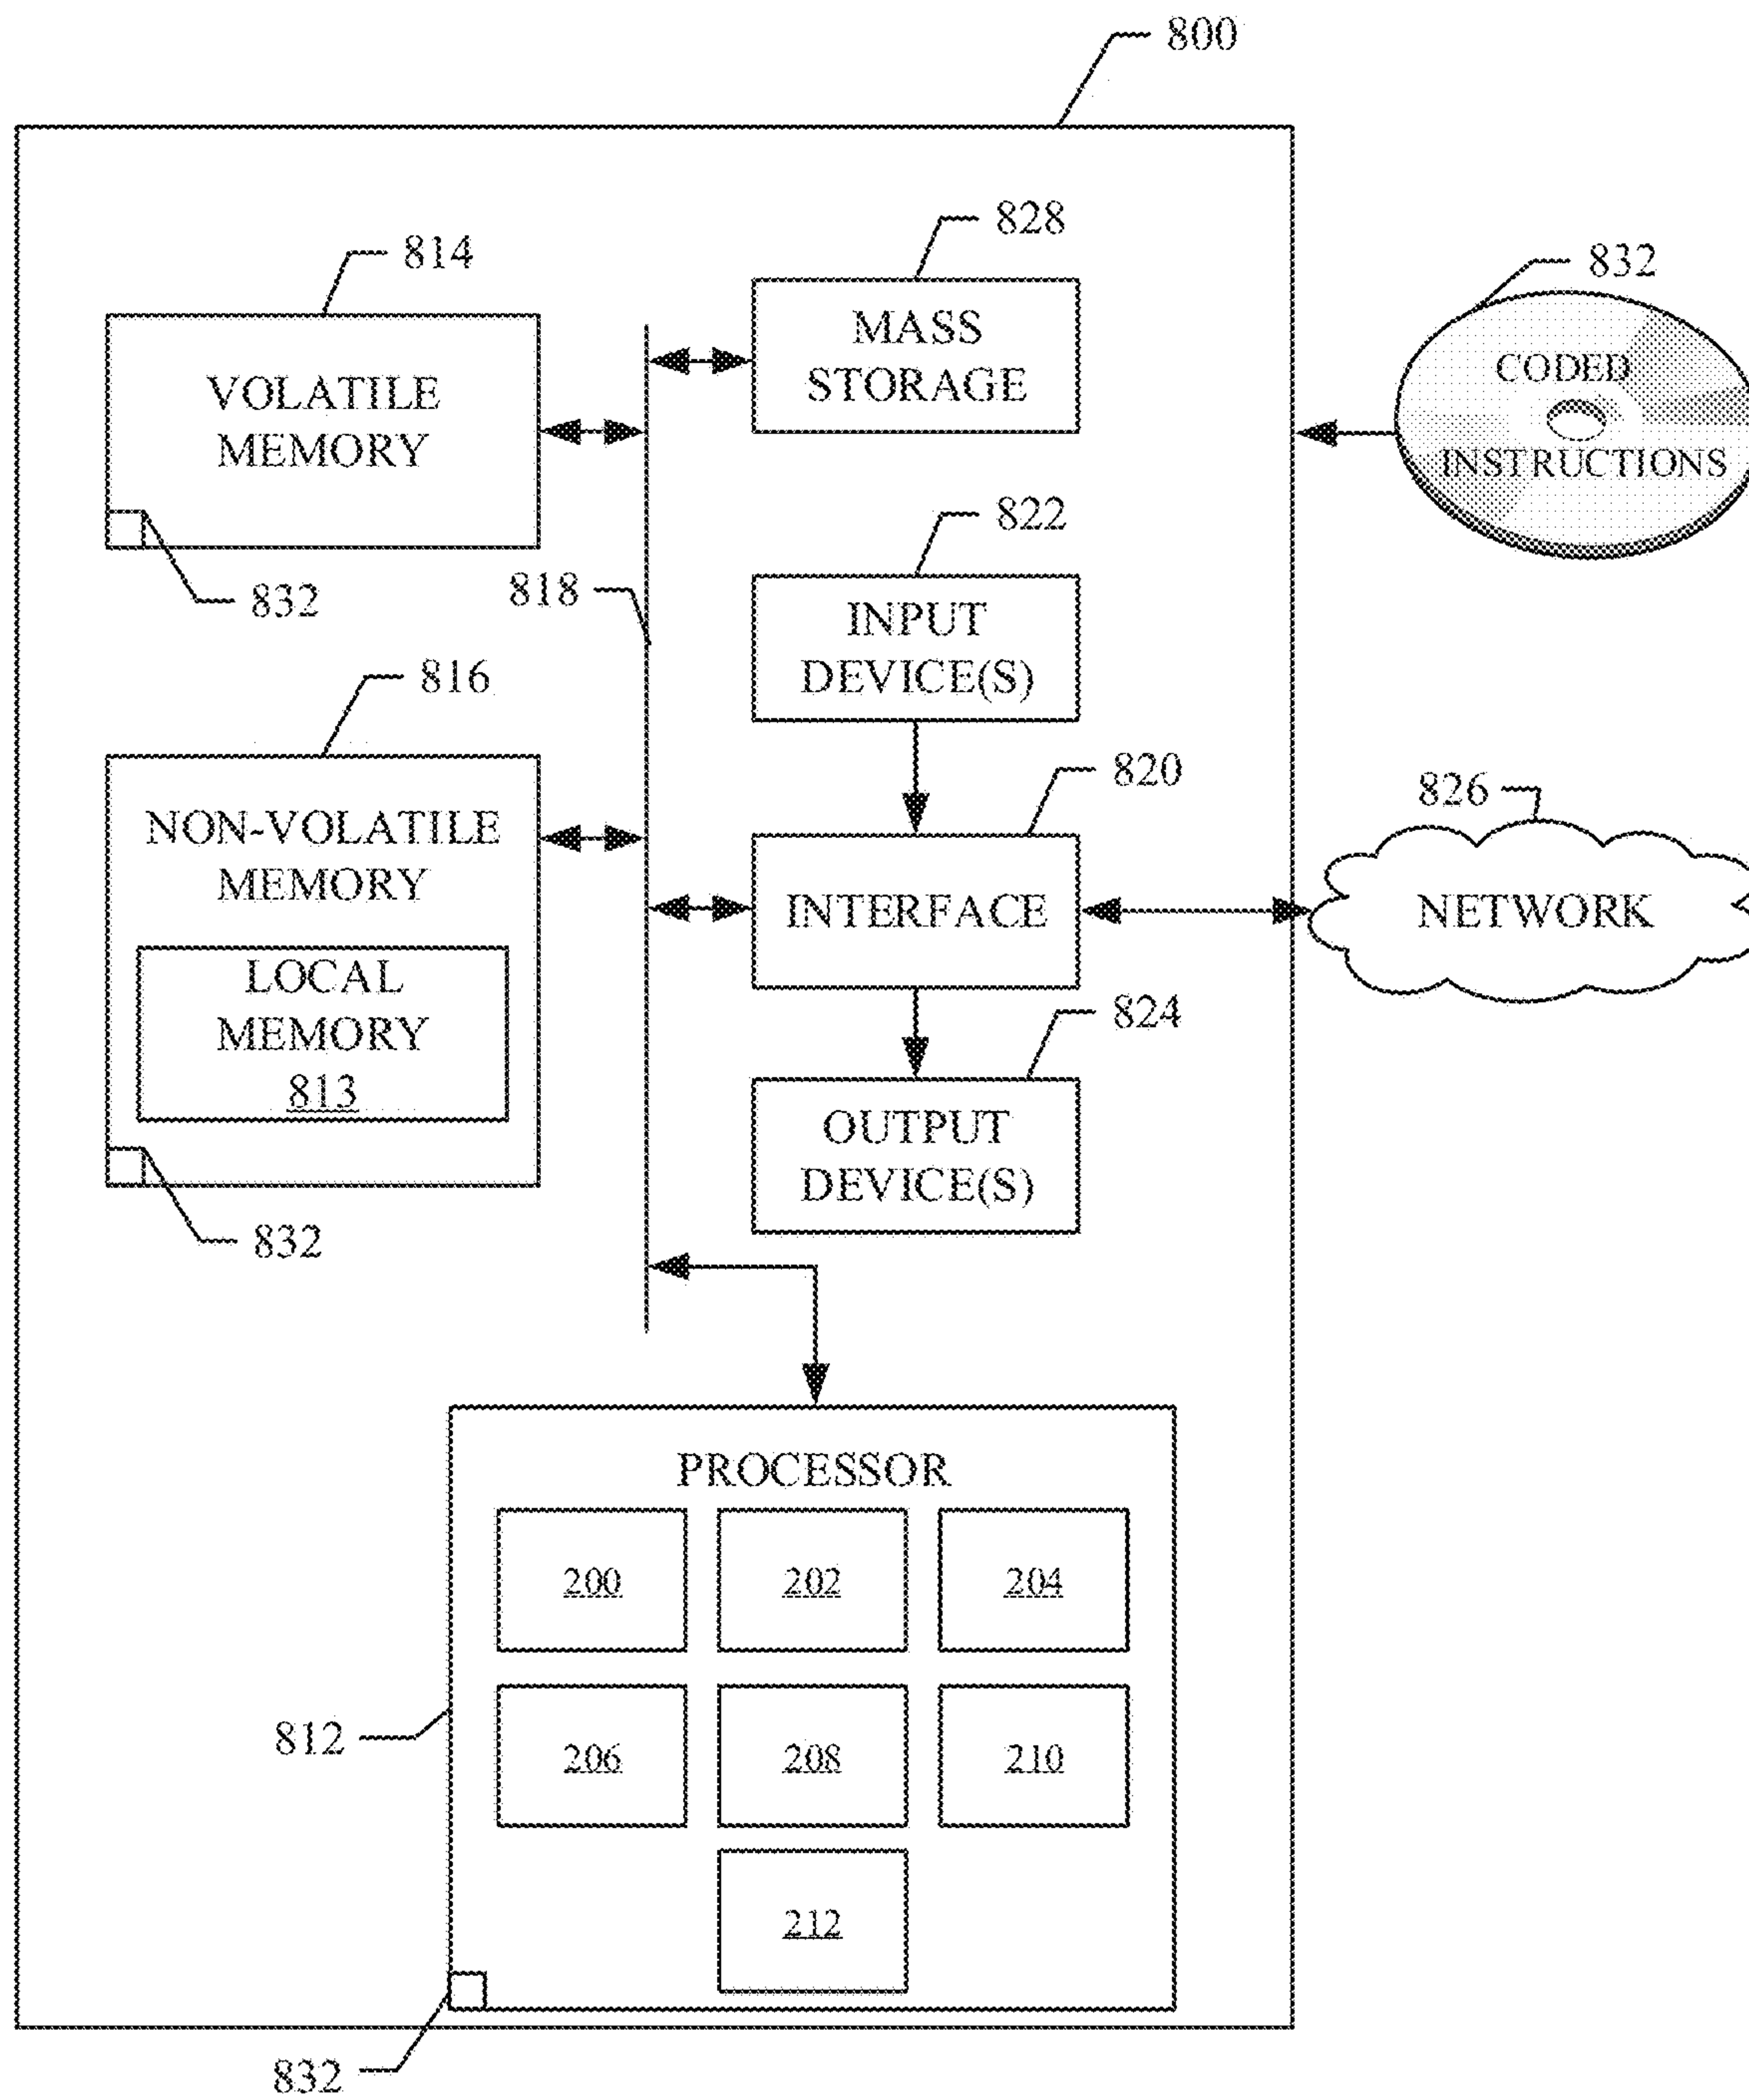 800
814
828
832
VOLATILE
MEMORY
MASS
STORAGE
CODED
INSTRUCTIONS
832
818
822
INPUT
DEVICE(S)
816
820
826
NON-VOLATILE
MEMORY
INTERFACE
NETWORK
LOCAL
MEMORY
813
824
OUTPUT
DEVICE(S)
832
PROCESSOR
200 202 204
812
206 208 210
212
832